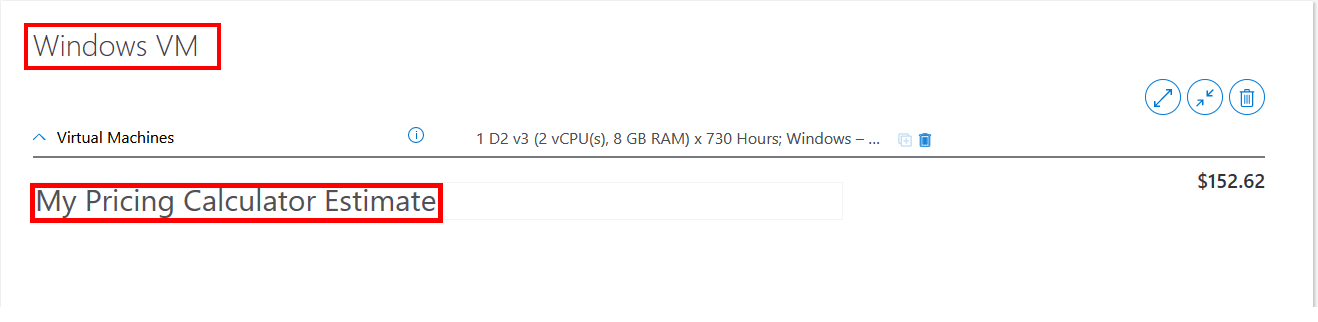 Windows VM
Virtual Machines 1 D2 v3 (2 vCPU(s), 8 GB RAM) x 730 Hours; Windows – ...
$152.62
My Pricing Calculator Estimate